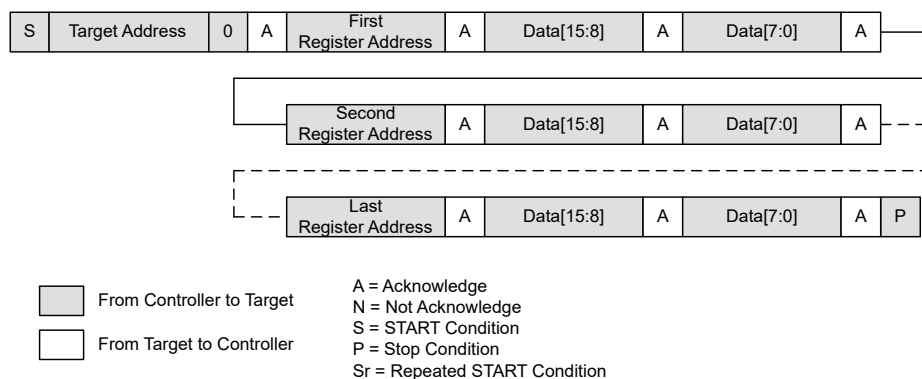 S Target Address 0 A First Register Address A Data[15:8] A Data[7:0] A
Second Register Address A Data[15:8] A Data[7:0] A
Last Register Address A Data[15:8] A Data[7:0] A P
From Controller to Target
From Target to Controller
A = Acknowledge
N = Not Acknowledge
S = START Condition
P = Stop Condition
Sr = Repeated START Condition